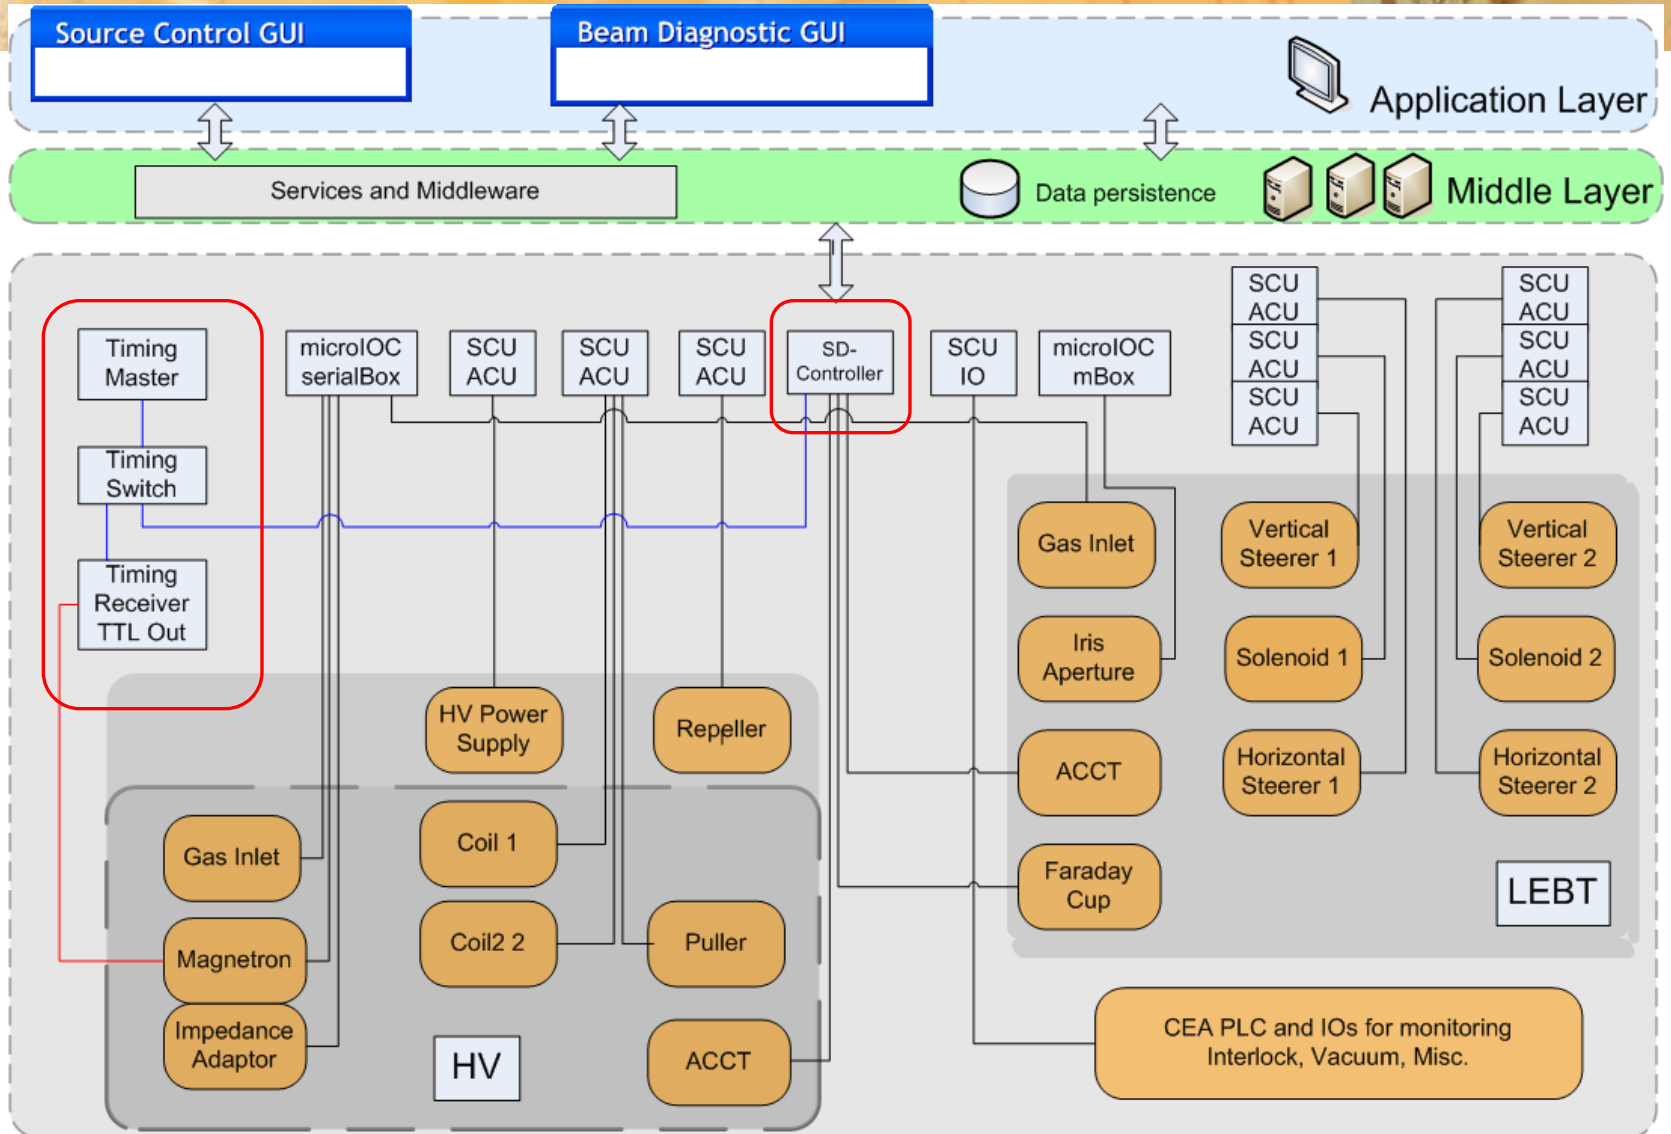 Source Control GUI
Beam Diagnostic GUI
Application Layer
Services and Middleware
Data persistence
Middle Layer
Timing
Master
Timing
Switch
Timing
Receiver
TTL Out
microIOC
serialBox
SCU
ACU
SCU
ACU
SCU
ACU
SD-
Controller
SCU
IO
microIOC
mBox
SCU
ACU
SCU
ACU
SCU
ACU
SCU
ACU
SCU
ACU
SCU
ACU
HV Power
Supply
Repeller
Gas Inlet
Magnetron
Impedance
Adaptor
Coil 1
Coil2 2
Puller
ACCT
HV
Gas Inlet
Iris
Aperture
ACCT
Faraday
Cup
Vertical
Steerer 1
Solenoid 1
Horizontal
Steerer 1
Vertical
Steerer 2
Solenoid 2
Horizontal
Steerer 2
LEBT
CEA PLC and IOs for monitoring
Interlock, Vacuum, Misc.